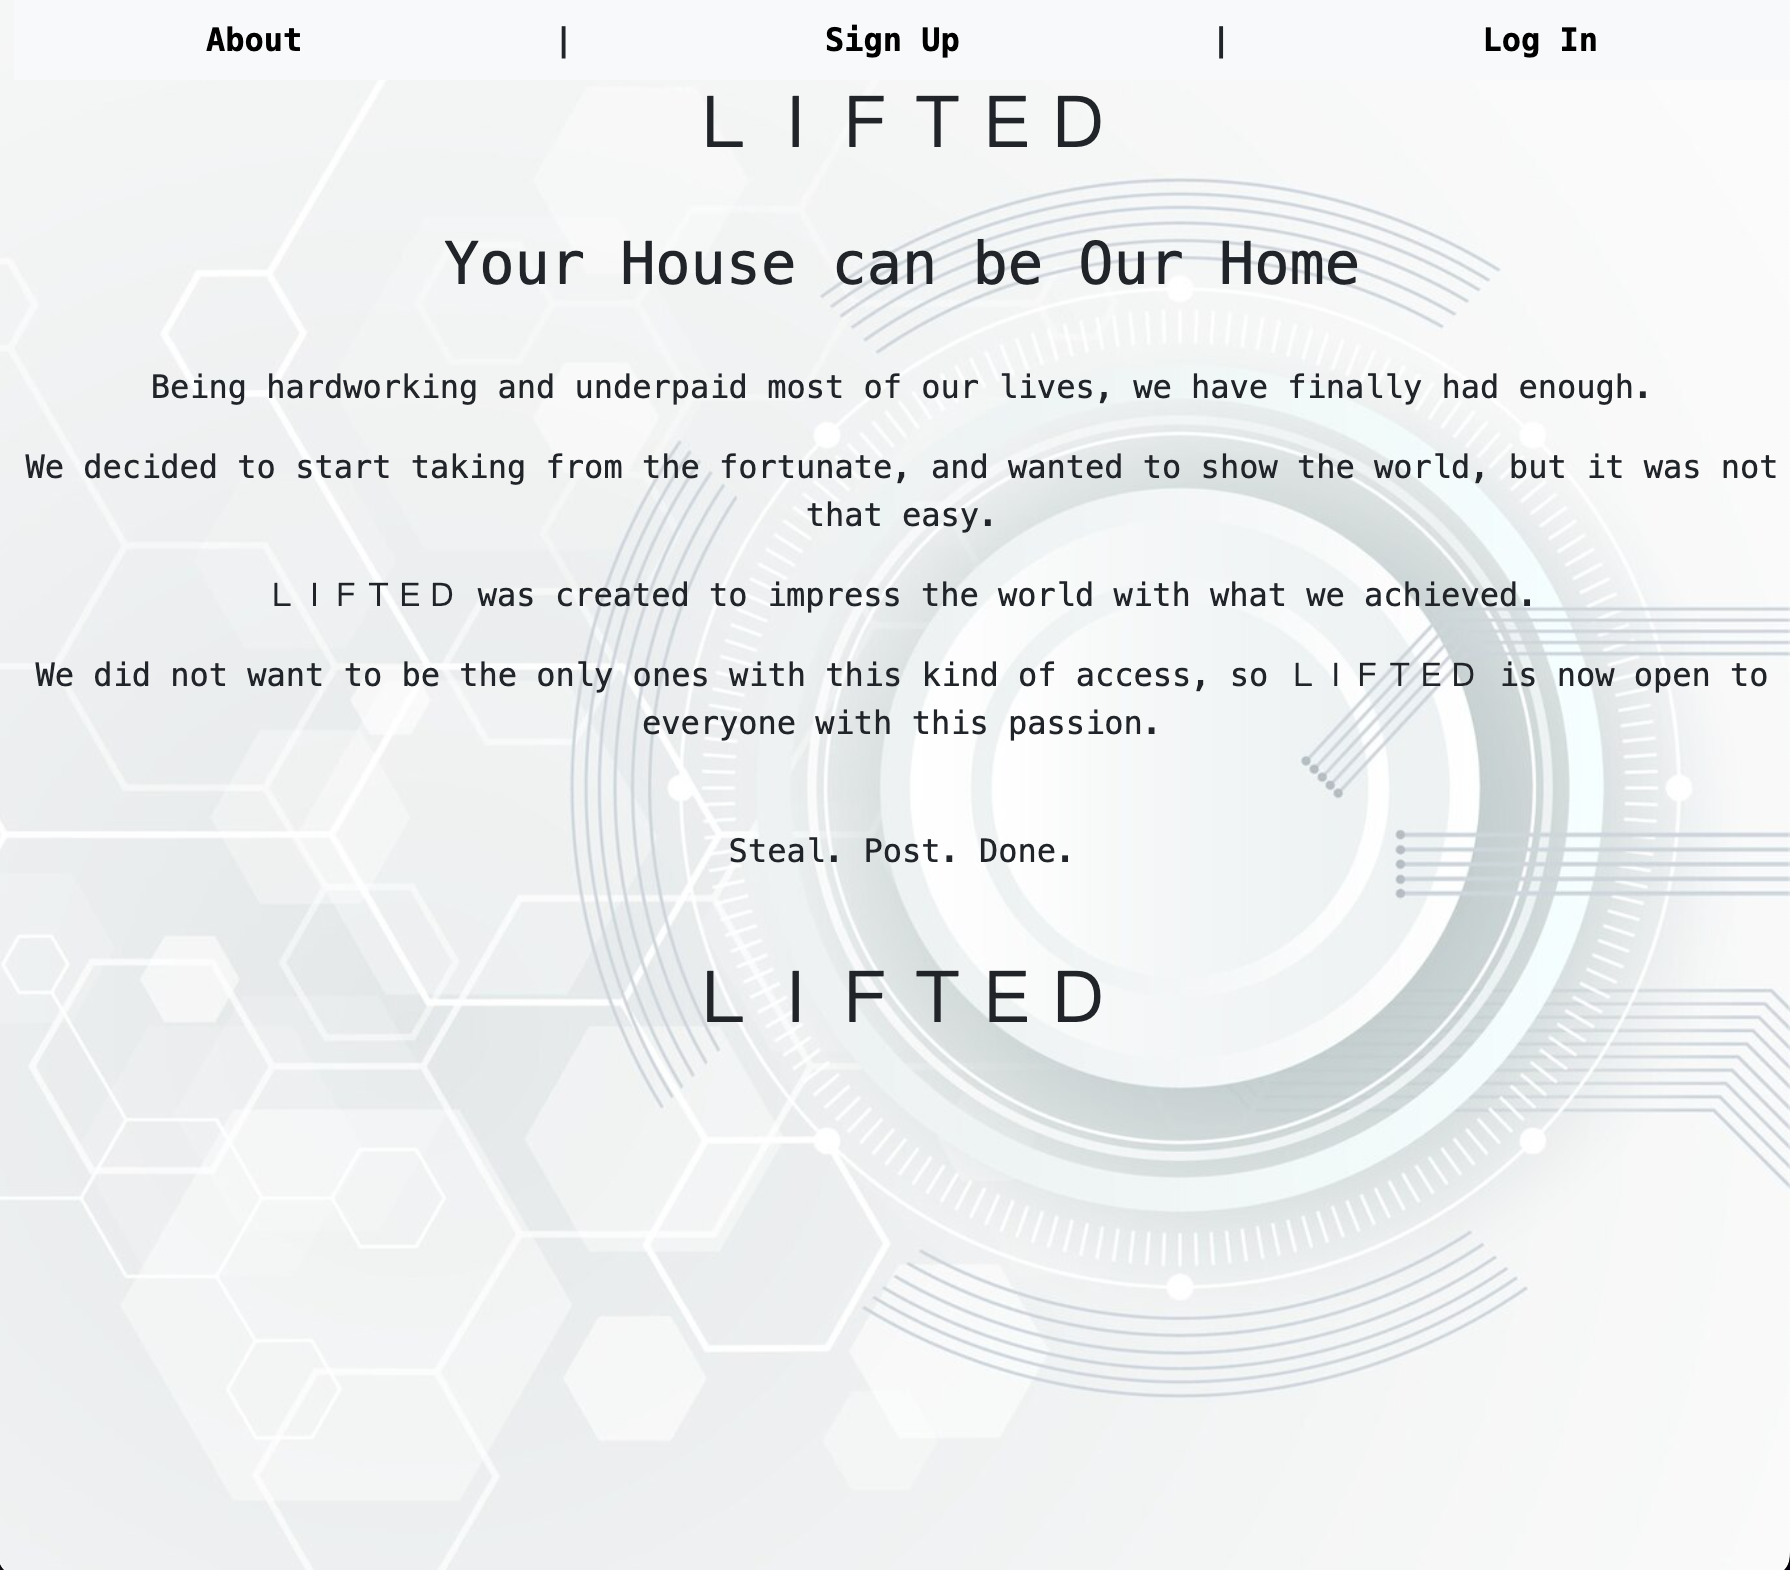 About | Sign Up | Log In
L I F T E D
Your House can be Our Home
Being hardworking and underpaid most of our lives, we have finally had enough.
We decided to start taking from the fortunate, and wanted to show the world, but it was not
that easy.
L I F T E D was created to impress the world with what we achieved.
We did not want to be the only ones with this kind of access, so L I F T E D is now open to
everyone with this passion.
Steal. Post. Done.
L I F T E D